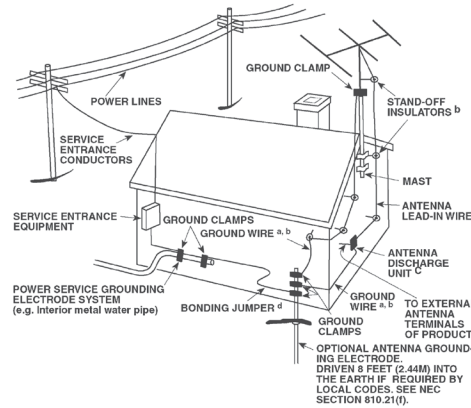 GROUND CLAMP
POWER LINES
STAND-OFF
INSULATORS b
SERVICE
ENTRANCE
CONDUCTORS
MAST
ANTENNA
LEAD-IN WIRE
SERVICE ENTRANCE
EQUIPMENT
GROUND CLAMPS
GROUND WIRE a, b
ANTENNA
DISCHARGE
UNIT C
POWER SERVICE GROUNDING
ELECTRODE SYSTEM
(e.g. Interior metal water pipe)
BONDING JUMPER d
GROUND
WIRE a, b
GROUND
CLAMPS
TO EXTERNA
ANTENNA
TERMINALS
OF PRODUCT
OPTIONAL ANTENNA GROUND-
ING ELECTRODE.
DRIVEN 8 FEET (2.44M) INTO
THE EARTH IF REQUIRED BY
LOCAL CODES. SEE NEC
SECTION 810.21(f).